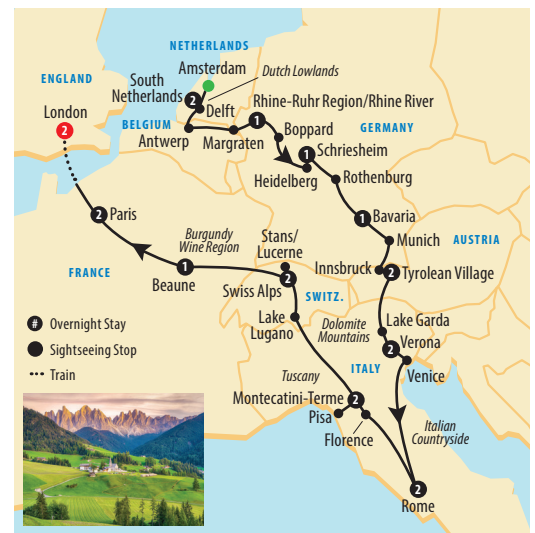 NETHERLANDS
Amsterdam
Dutch Lowlands
ENGLAND
South
Netherlands
2
Delft
London
2
BELGIUM
Antwerp
Margraten
1
Rhine-Ruhr Region/Rhine River
Boppard
GERMANY
1
Schriesheim
Heidelberg
Rothenburg
2
Paris
1
Bavaria
Munich
AUSTRIA
Burgundy
Wine Region
Stans/
Lucerne
Innsbruck
2
Tyrolean Village
FRANCE
1
Beaune
2
Swiss Alps
SWITZ.
Lake
Lugano
Dolomite
Mountains
Lake Garda
2
Verona
Venice
ITALY
# Overnight Stay
Sightseeing Stop
Train
Tuscany
Montecatini-Terme
2
Pisa
Florence
Italian
Countryside
2
Rome